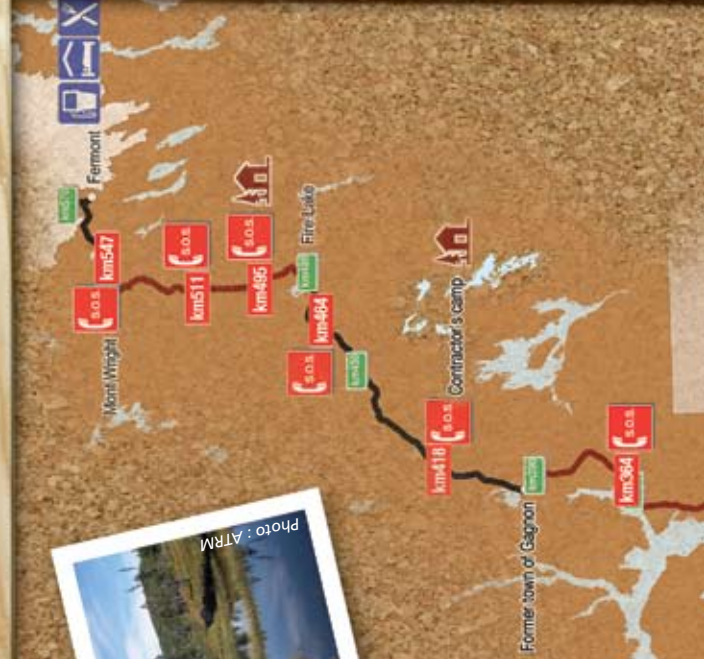 Fermont
km547
S.O.S.
Mont Wright
S.O.S.
km511
S.O.S.
km495
Fire Lake
km464
S.O.S.
Contractor's camp
S.O.S.
km418
Former town of Gagnon
S.O.S.
km364
Photo : ATRM